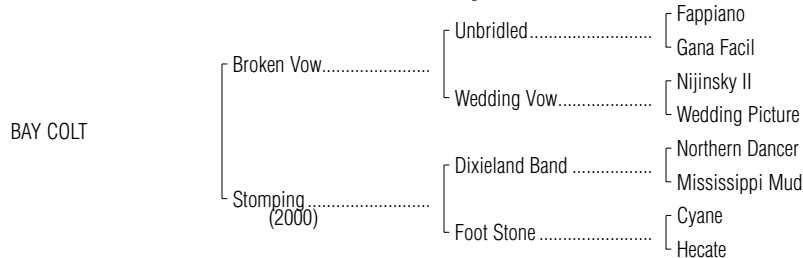 Fappiano
Unbridled..............................
Gana Facil
Broken Vow..........................
Nijinsky II
Wedding Vow.......................
Wedding Picture
BAY COLT
Northern Dancer
Dixieland Band ...................
Mississippi Mud
Stomping..............................
(2000)
Cyane
Foot Stone ...........................
Hecate